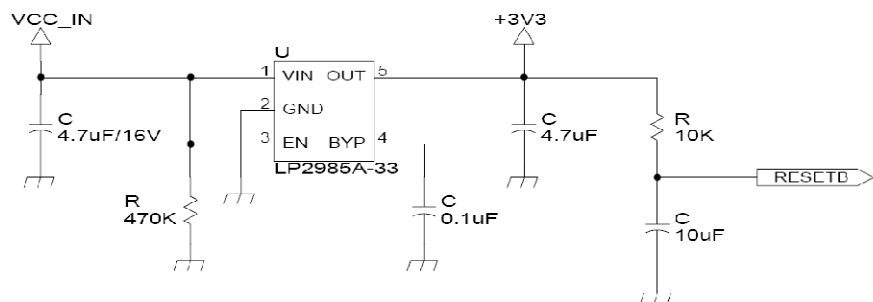 VCC_IN
+3V3
U
1 VIN OUT 5
2 GND
3 EN BYP 4
LP2985A-33
C
4.7uF/16V
C
4.7uF
R
10K
RESETB
R
470K
C
0.1uF
C
10uF